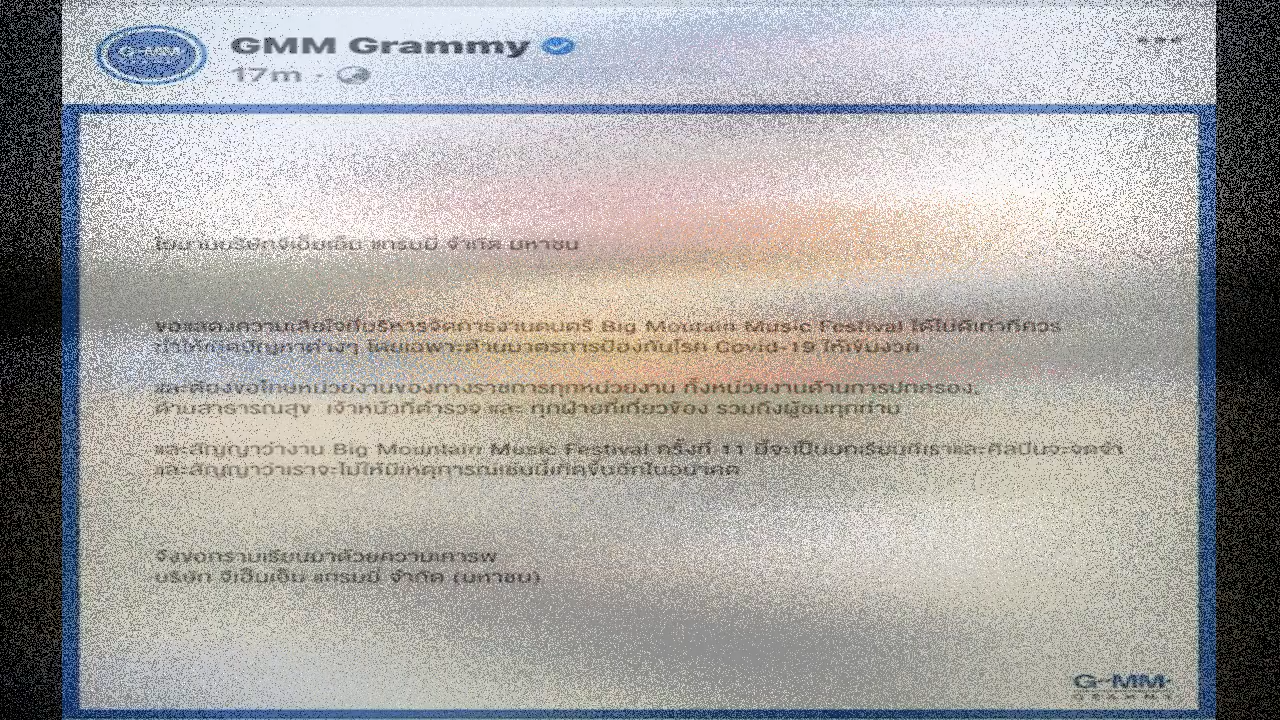 G-MM
GMM Grammy
17m
ในนามบริษัทจีเอ็มเอ็ม แกรมมี่ จำกัด มหาชน
ขอแสดงความเสียใจที่บริหารจัดการงานดนตรี Big Moutain Music Festival ได้ไม่ดีเท่าที่ควร
ทำให้เกิดปัญหาต่างๆ โดยเฉพาะด้านมาตรการป้องกันโรค Covid-19 ให้เข้มงวด
และต้องขอโทษหน่วยงานของทางราชการทุกหน่วยงาน ทั้งหน่วยงานด้านการปกครอง,
ด้านสาธารณสุข เจ้าหน้าที่ตำรวจ และ ทุกฝ่ายที่เกี่ยวข้อง รวมถึงผู้ชมทุกท่าน
และสัญญาว่างาน Big Mountain Music Festival ครั้งที่ 11 นี้จะเป็นบทเรียนที่เราและศิลปินจะจดจำ
และสัญญาว่าเราจะไม่ให้มีเหตุการณ์เช่นนี้เกิดขึ้นอีกในอนาคต
จึงขอกราบเรียนมาด้วยความเคารพ
บริษัท จีเอ็มเอ็ม แกรมมี่ จำกัด (มหาชน)
G-MM-
GRAMMY